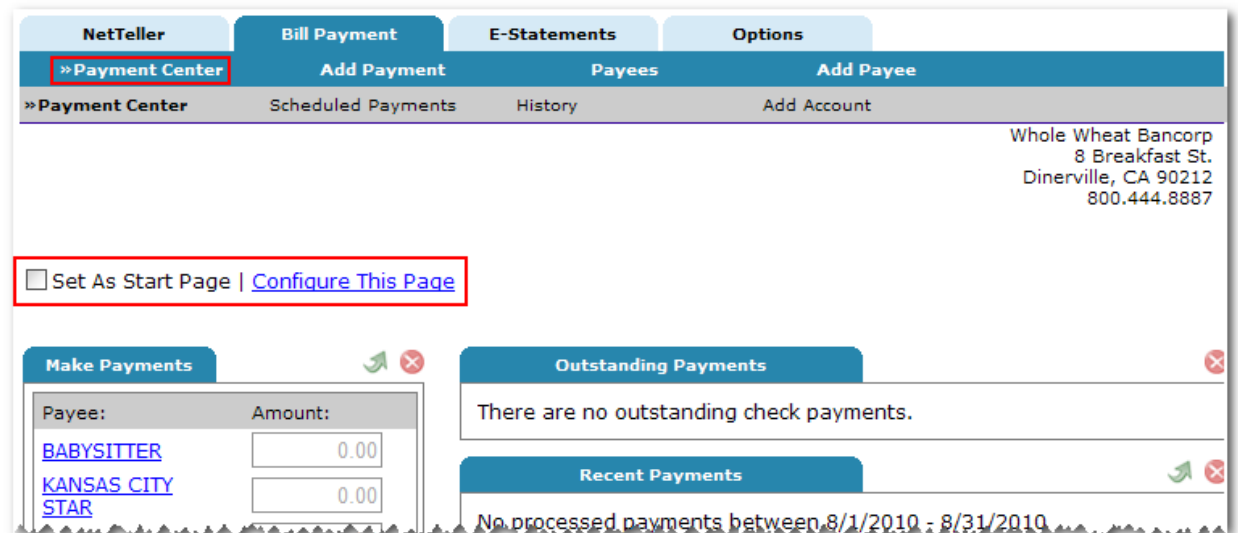 NetTeller Bill Payment E-Statements Options
»Payment Center Add Payment Payees Add Payee
»Payment Center Scheduled Payments History Add Account
Whole Wheat Bancorp
8 Breakfast St.
Dinerville, CA 90212
800.444.8887
Set As Start Page | Configure This Page
Make Payments
Payee: Amount:
BABYSITTER 0.00
KANSAS CITY
STAR 0.00
Outstanding Payments
There are no outstanding check payments.
Recent Payments
No processed payments between 8/1/2010 - 8/31/2010